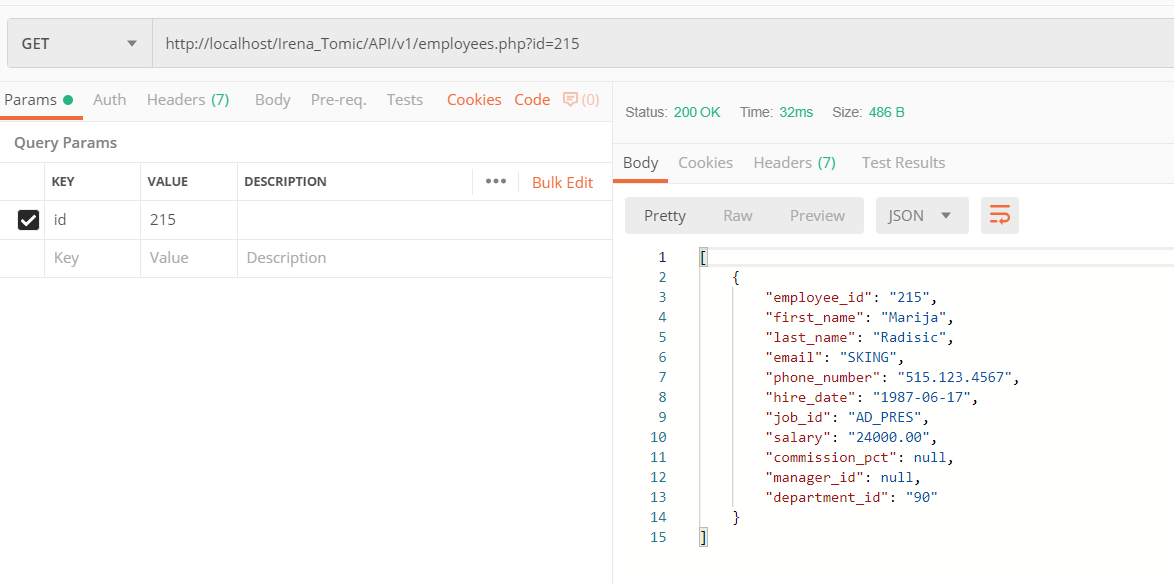 GET http://localhost/Irena_Tomic/API/v1/employees.php?id=215
Params Auth Headers (7) Body Pre-req. Tests Cookies Code (0)
Query Params
KEY VALUE DESCRIPTION ••• Bulk Edit
id 215
Key Value Description
Status: 200 OK Time: 32ms Size: 486 B
Body Cookies Headers (7) Test Results
Pretty Raw Preview JSON
1 [
2 {
3 "employee_id": "215",
4 "first_name": "Marija",
5 "last_name": "Radisic",
6 "email": "SKING",
7 "phone_number": "515.123.4567",
8 "hire_date": "1987-06-17",
9 "job_id": "AD_PRES",
10 "salary": "24000.00",
11 "commission_pct": null,
12 "manager_id": null,
13 "department_id": "90"
14 }
15 ]